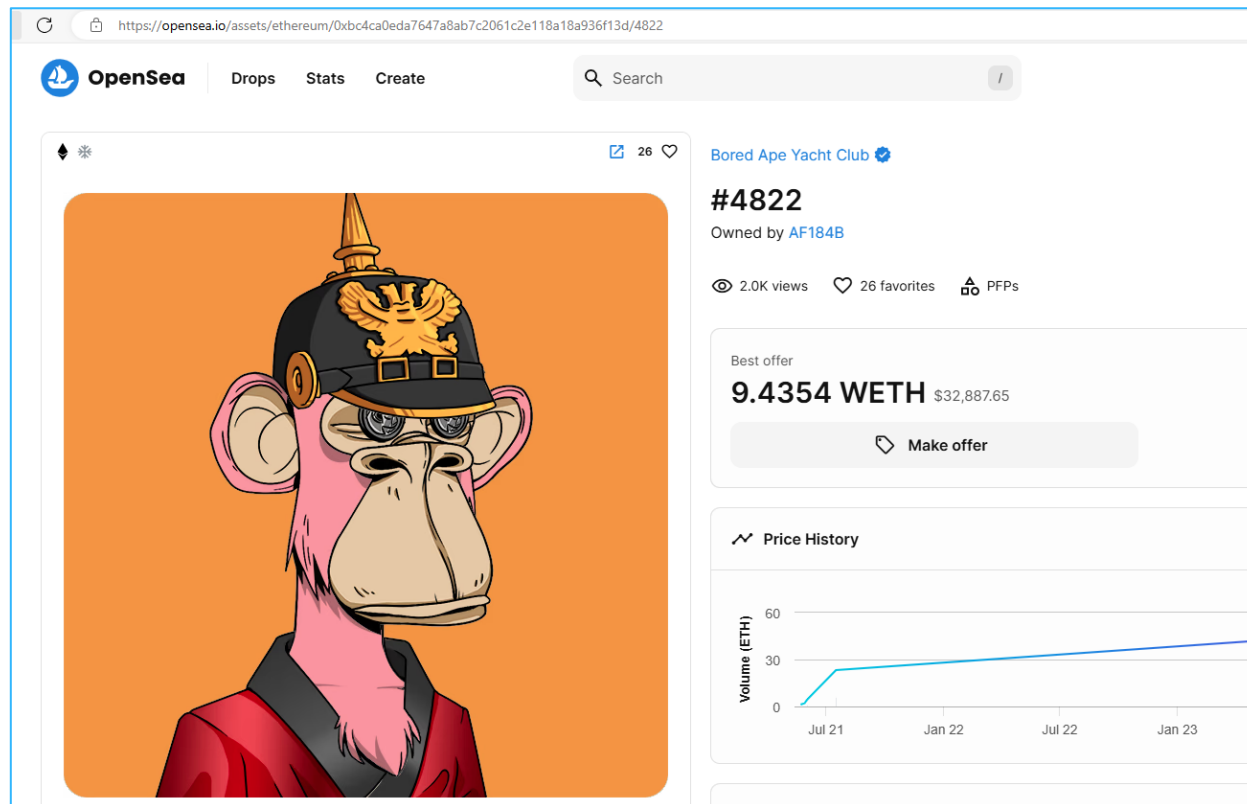 https://opensea.io/assets/ethereum/0xbc4ca0eda7647a8ab7c2061c2e118a18a936f13d/4822
OpenSea Drops Stats Create Search /
26
Bored Ape Yacht Club
#4822
Owned by AF184B
2.0K views 26 favorites PFPs
Best offer
9.4354 WETH $32,887.65
Make offer
Price History
Volume (ETH)
60
30
0
Jul 21 Jan 22 Jul 22 Jan 23